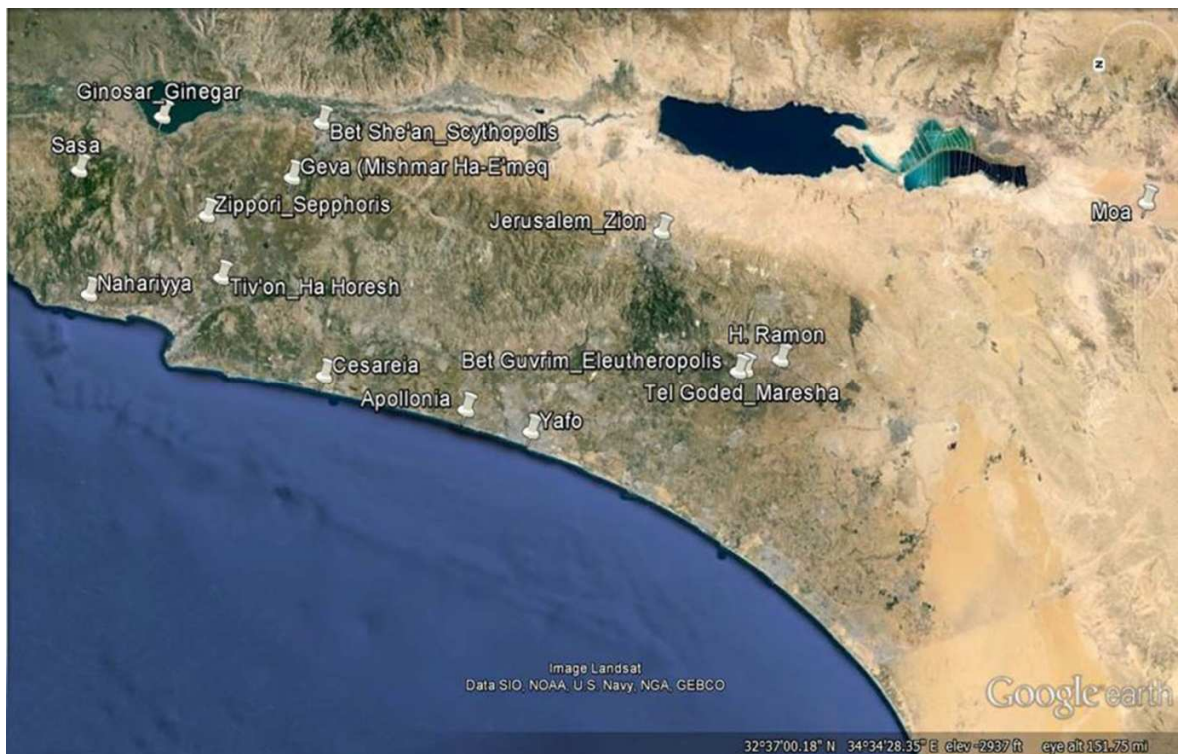 Ginosar_Ginegar
Sasa
Bet She'an_Scythopolis
Geva (Mishmar Ha-E'meq
Zippori_Sepphoris
Jerusalem_Zion
Moa
Nahariyya
Tiv'on_Ha Horesh
H. Ramon
Cesareia
Bet Guvrim_Eleutheropolis
Tel Goded_Maresha
Apollonia
Yafo
Image Landsat
Data SIO, NOAA, U.S. Navy, NGA, GEBCO
Google earth
32°37'00.18" N 34°34'28.35" E elev -2937 ft eye alt 151.75 mi
N